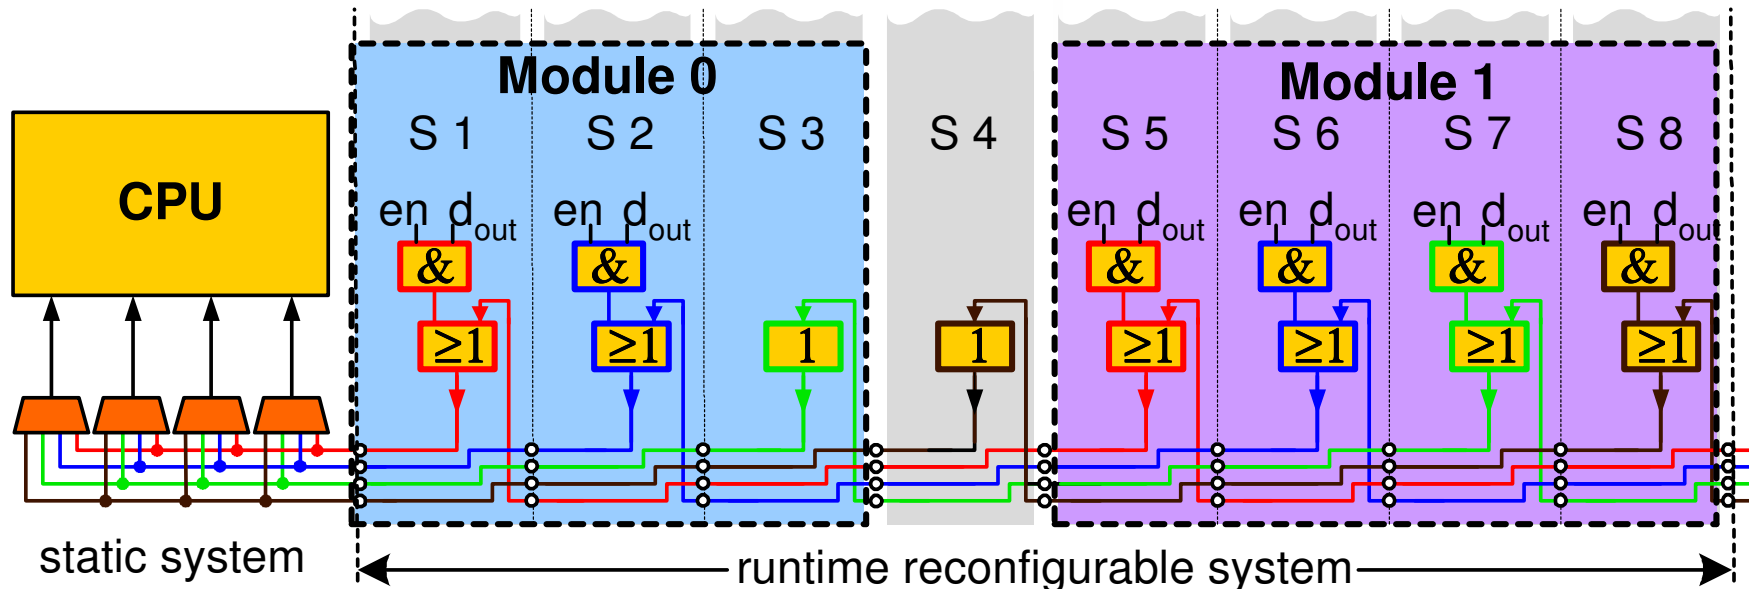 Module 0 Module 1
S 1 S 2 S 3 S 4 S 5 S 6 S 7 S 8
CPU
en dout en dout en dout en dout en dout en dout
& & & & & &
≥1 ≥1 1 1 ≥1 ≥1 ≥1 ≥1
static system runtime reconfigurable system